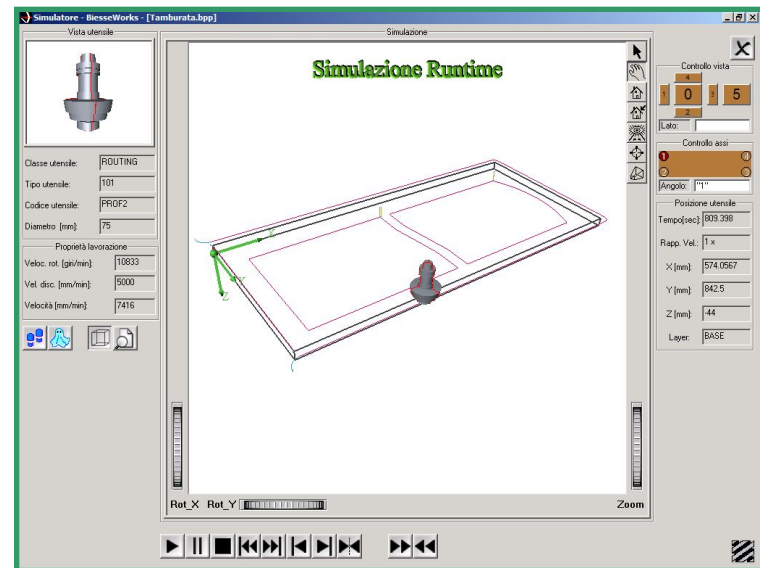 Simulatore - BiesseWorks - [Tamburata.bpp]
Vista utensile
Classe utensile: ROUTING
Tipo utensile: 101
Codice utensile: PROF2
Diametro [mm]: 75
Proprietà lavorazione
Veloc. rot. [giri/min]: 10833
Vel. disc. [mm/min]: 5000
Velocità [mm/min]: 7416
Simulazione
Simulazione Runtime
Z
Rot_X Rot_Y
Zoom
Controllo vista
4
1 0 3 5
2
Lato:
Controllo assi
1
Angolo: "1"
Posizione utensile
Tempo[sec]: 809.398
Rapp. Vel.: 1 x
X [mm]: 574.0567
Y [mm]: 842.5
Z [mm]: -44
Layer: BASE